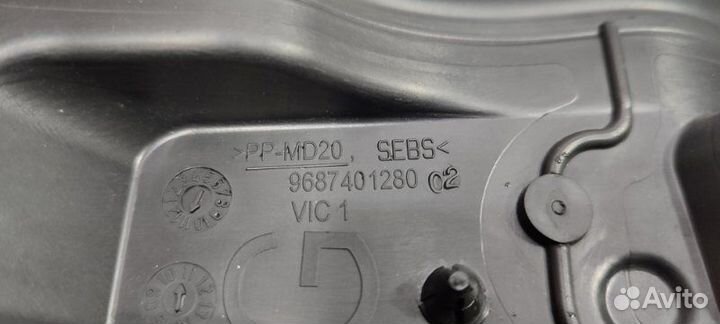 >PP-MD20, SEBS<
9687401280 02
VIC 1
G
Avito